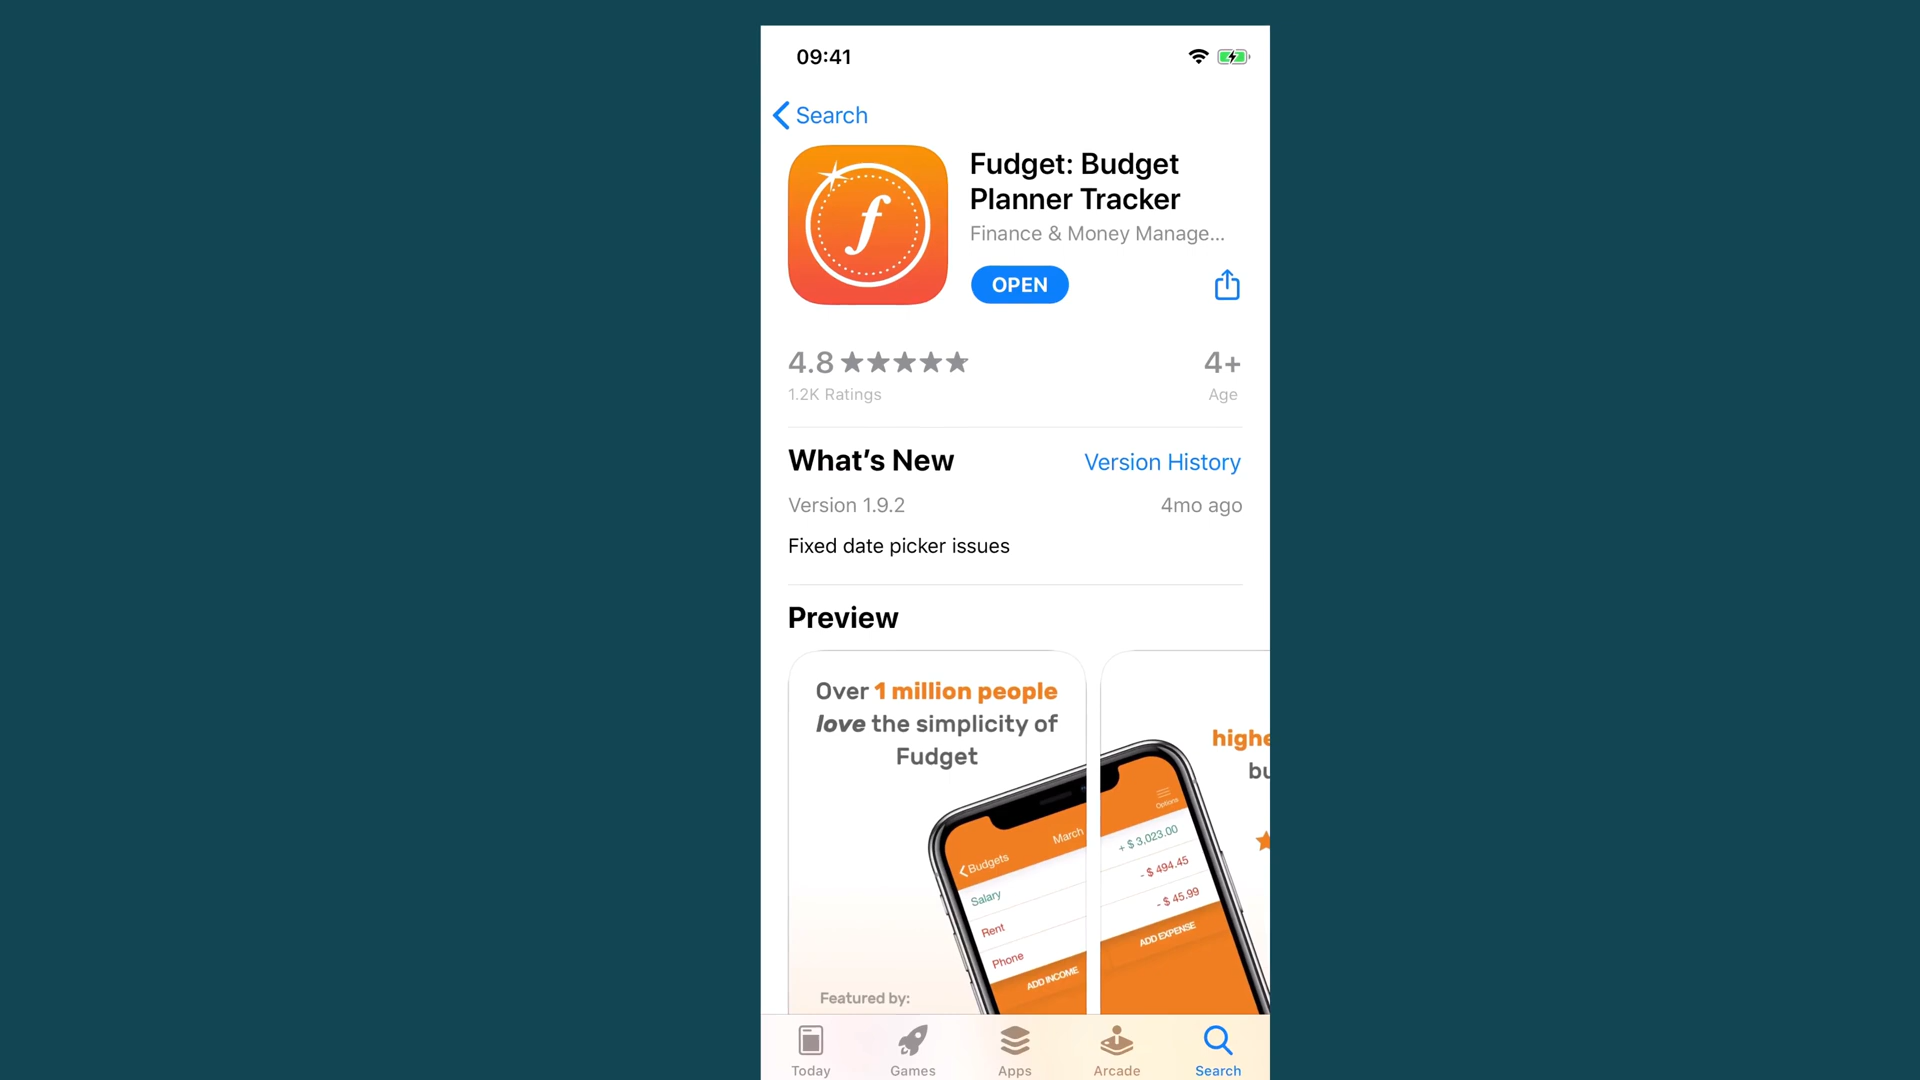 09:41
Search
f
Fudget: Budget
Planner Tracker
Finance & Money Manage...
OPEN
4.8
4+
1.2K Ratings
Age
What's New
Version History
Version 1.9.2
4mo ago
Fixed date picker issues
Preview
Over 1 million people
love the simplicity of
Fudget
highe
bu
Budgets
March
Options
Salary
+ $ 3,023.00
Rent
- $ 494.45
Phone
- $ 45.99
ADD INCOME
ADD EXPENSE
Featured by:
Today
Games
Apps
Arcade
Search